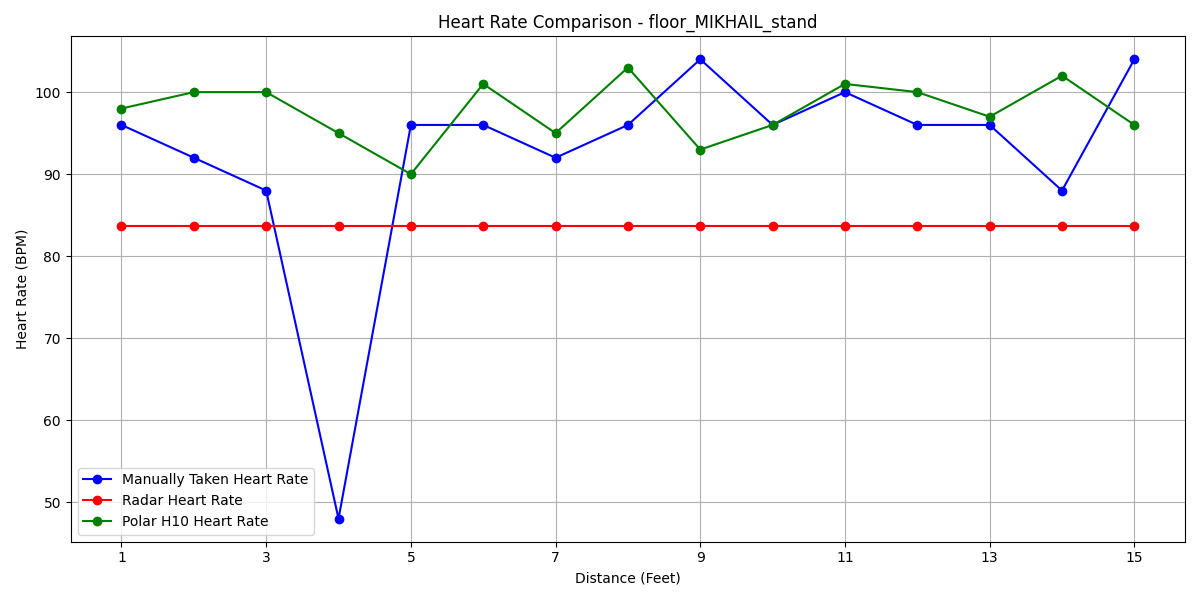 Heart Rate Comparison - floor_MIKHAIL_stand
Heart Rate (BPM)
100
90
80
70
60
50
Manually Taken Heart Rate
Radar Heart Rate
Polar H10 Heart Rate
1 3 5 7 9 11 13 15
Distance (Feet)